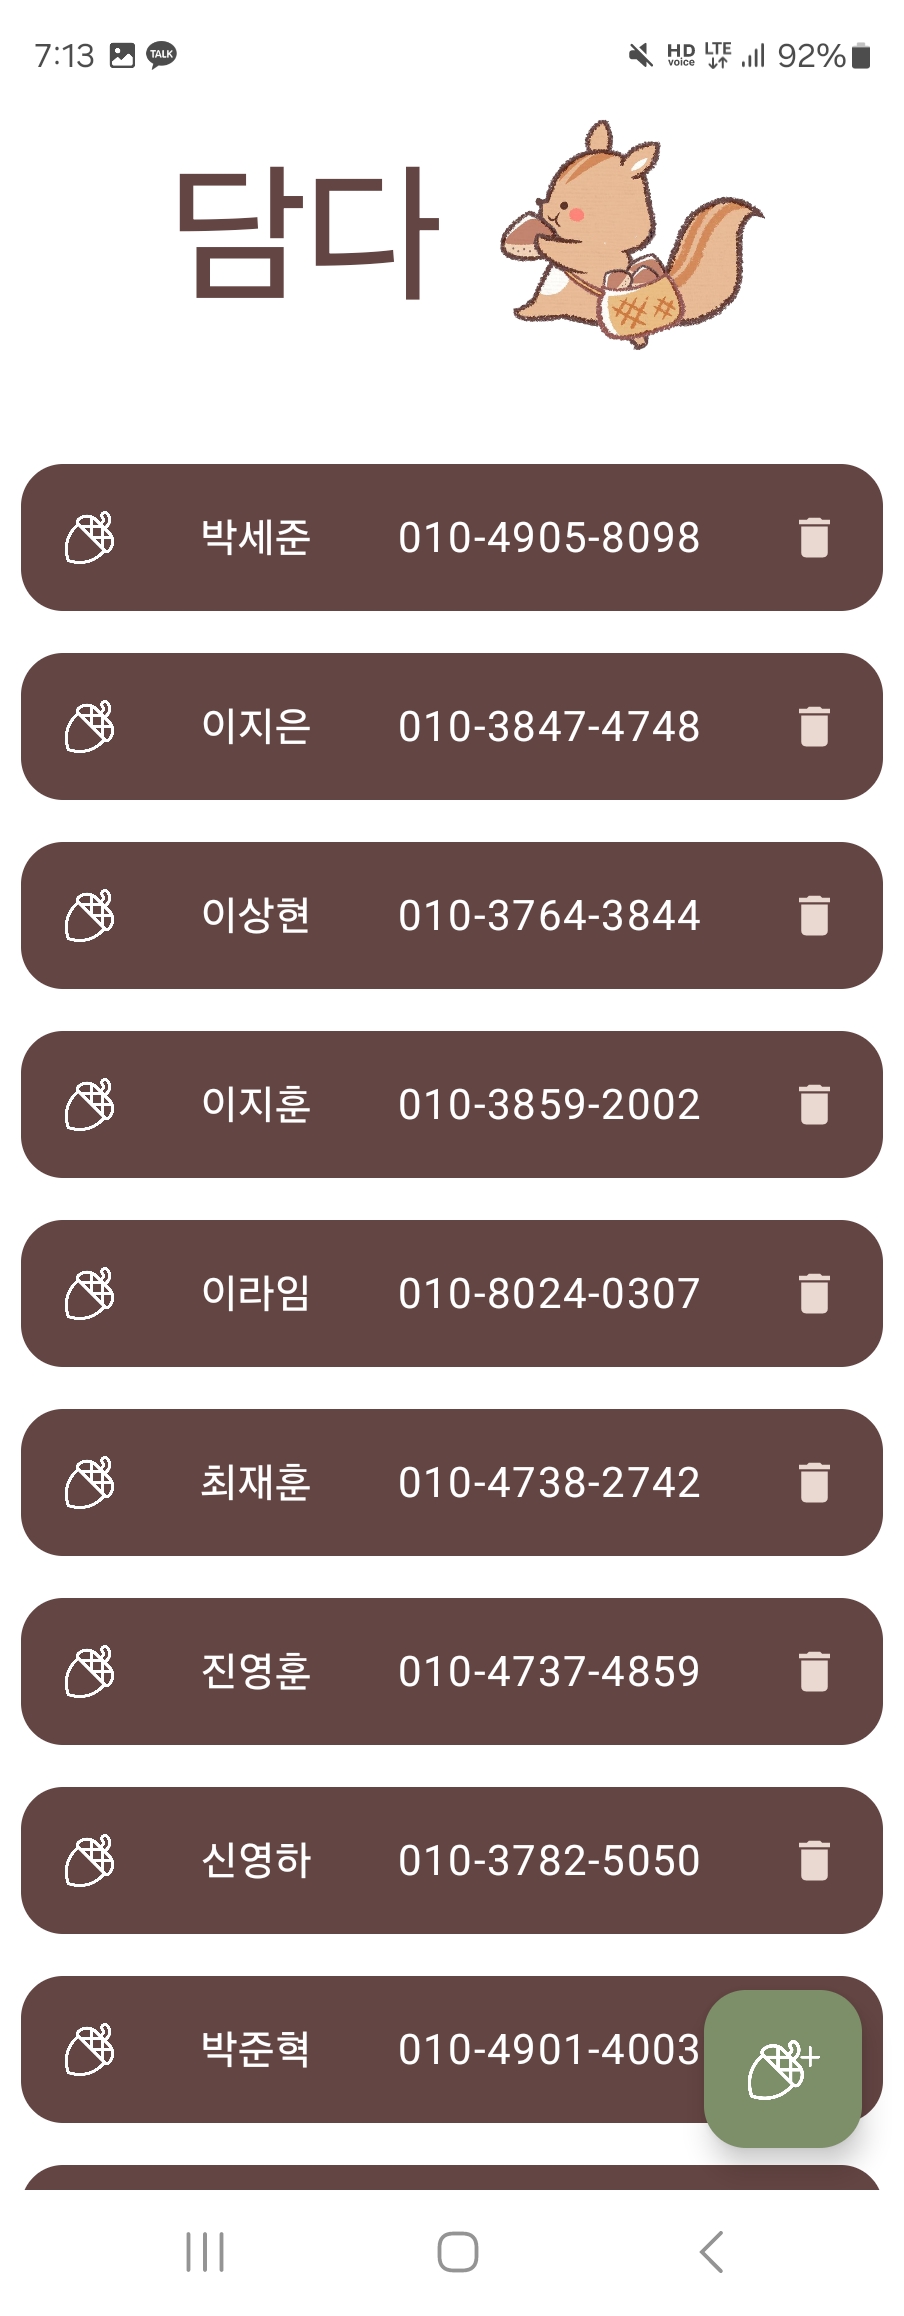 7:13 TALK HD voice LTE 92%
담다
박세준 010-4905-8098
이지은 010-3847-4748
이상현 010-3764-3844
이지훈 010-3859-2002
이라임 010-8024-0307
최재훈 010-4738-2742
진영훈 010-4737-4859
신영하 010-3782-5050
박준혁 010-4901-4003